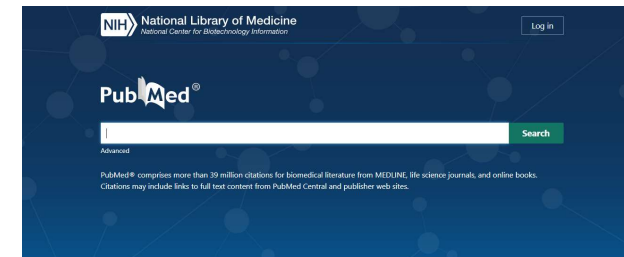 NIH National Library of Medicine
National Center for Biotechnology Information
Log in
PubMed®
Search
Advanced
PubMed® comprises more than 39 million citations for biomedical literature from MEDLINE, life science journals, and online books.
Citations may include links to full text content from PubMed Central and publisher web sites.